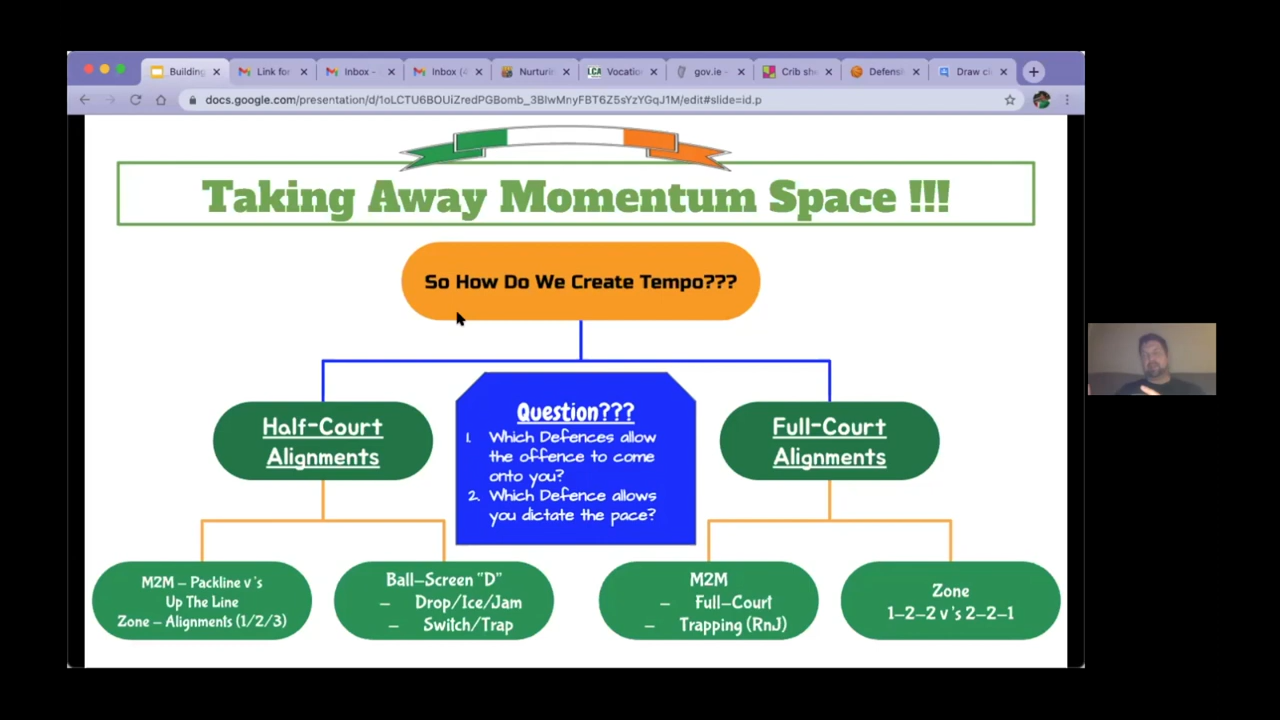 Building
Link for
Inbox -
Inbox (4
Nurturin
LCA
Vocatio
gov.ie -
Crib she
Defensi
Draw ci
docs.google.com/presentation/d/1oLCTU6BOUiZredPGBomb_3BIwMnyFBT6Z5sYzYGqJ1M/edit#slide=id.p
Taking Away Momentum Space !!!
So How Do We Create Tempo???
Half-Court
Alignments
Question???
1. Which Defences allow
the offence to come
onto you?
2. Which Defence allows
you dictate the pace?
Full-Court
Alignments
M2M – Packline v's
Up The Line
Zone – Alignments (1/2/3)
Ball-Screen "D"
– Drop/Ice/Jam
– Switch/Trap
M2M
– Full-Court
– Trapping (RnJ)
Zone
1-2-2 v's 2-2-1